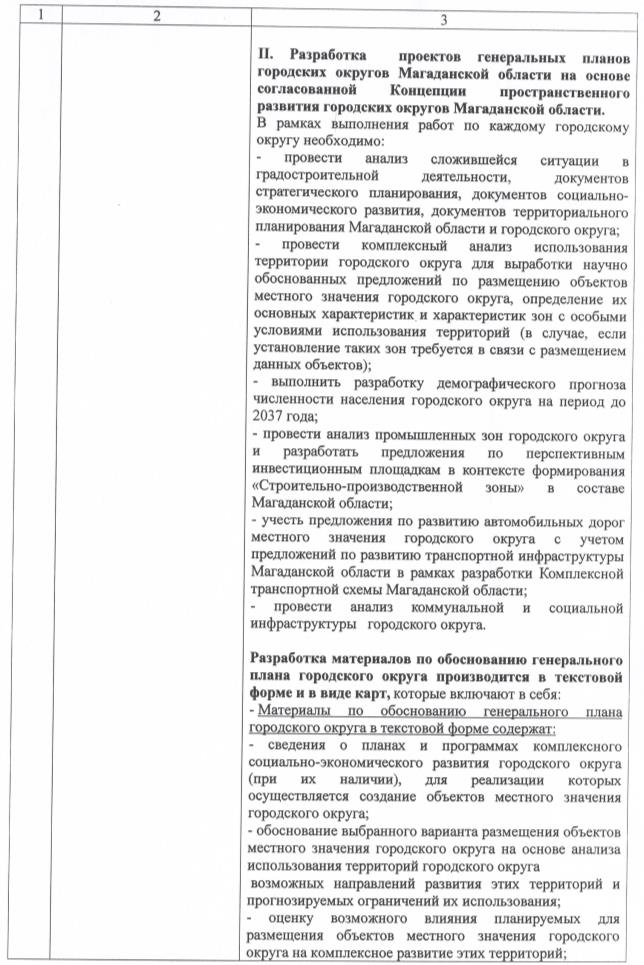 1 2 3
II. Разработка проектов генеральных планов
городских округов Магаданской области на основе
согласованной Концепции пространственного
развития городских округов Магаданской области.
В рамках выполнения работ по каждому городскому
округу необходимо:
- провести анализ сложившейся ситуации в
градостроительной деятельности, документов
стратегического планирования, документов социально-
экономического развития, документов территориального
планирования Магаданской области и городского округа;
- провести комплексный анализ использования
территории городского округа для выработки научно
обоснованных предложений по размещению объектов
местного значения городского округа, определение их
основных характеристик и характеристик зон с особыми
условиями использования территорий (в случае, если
установление таких зон требуется в связи с размещением
данных объектов);
- выполнить разработку демографического прогноза
численности населения городского округа на период до
2037 года;
- провести анализ промышленных зон городского округа
и разработать предложения по перспективным
инвестиционным площадкам в контексте формирования
«Строительно-производственной зоны» в составе
Магаданской области;
- учесть предложения по развитию автомобильных дорог
местного значения городского округа с учетом
предложений по развитию транспортной инфраструктуры
Магаданской области в рамках разработки Комплексной
транспортной схемы Магаданской области;
- провести анализ коммунальной и социальной
инфраструктуры городского округа.
Разработка материалов по обоснованию генерального
плана городского округа производится в текстовой
форме и в виде карт, которые включают в себя:
- Материалы по обоснованию генерального плана
городского округа в текстовой форме содержат:
- сведения о планах и программах комплексного
социально-экономического развития городского округа
(при их наличии), для реализации которых
осуществляется создание объектов местного значения
городского округа;
- обоснование выбранного варианта размещения объектов
местного значения городского округа на основе анализа
использования территорий городского округа
возможных направлений развития этих территорий и
прогнозируемых ограничений их использования;
- оценку возможного влияния планируемых для
размещения объектов местного значения городского
округа на комплексное развитие этих территорий;